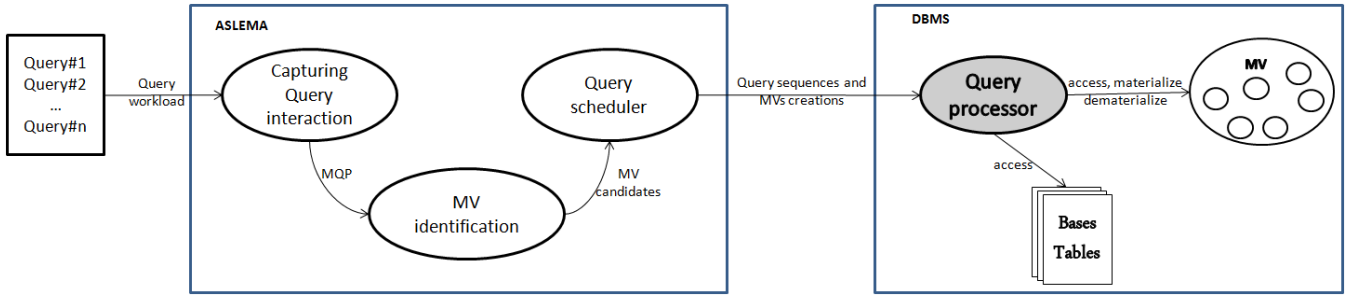 Query#1
Query#2
...
Query#n
Query
workload
ASLEMA
Capturing
Query
interaction
MQP
MV
identification
MV
candidates
Query
scheduler
Query sequences and
MVs creations
DBMS
Query
processor
access, materialize
dematerialize
MV
access
Bases
Tables